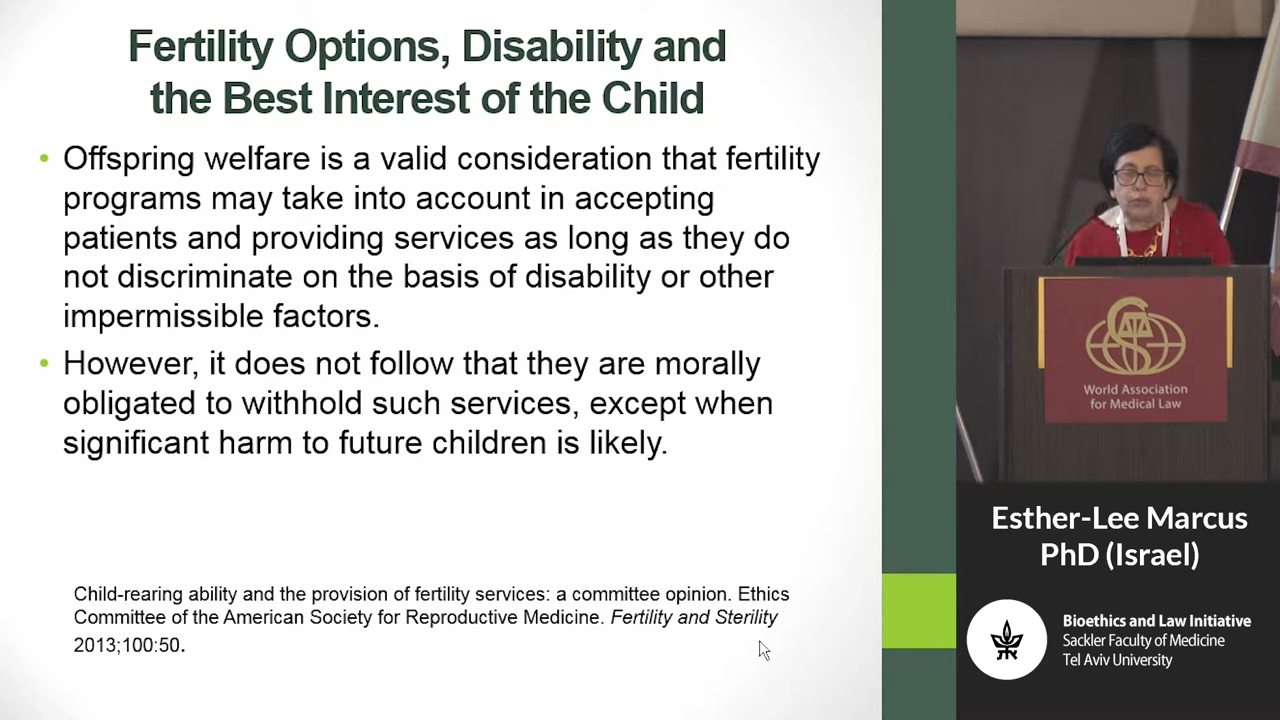 Fertility Options, Disability and
the Best Interest of the Child
• Offspring welfare is a valid consideration that fertility
programs may take into account in accepting
patients and providing services as long as they do
not discriminate on the basis of disability or other
impermissible factors.
• However, it does not follow that they are morally
obligated to withhold such services, except when
significant harm to future children is likely.
Child-rearing ability and the provision of fertility services: a committee opinion. Ethics
Committee of the American Society for Reproductive Medicine. Fertility and Sterility
2013;100:50.
World Association
for Medical Law
Esther-Lee Marcus
PhD (Israel)
Bioethics and Law Initiative
Sackler Faculty of Medicine
Tel Aviv University